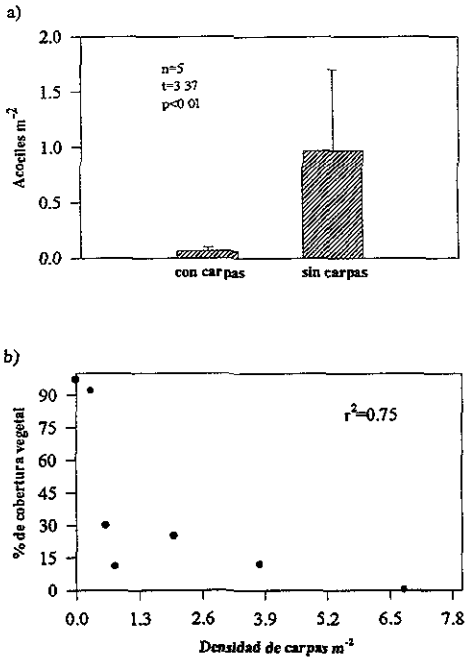 a)
2.0
1.5
1.0
0.5
0.0
Acociles m-2
n=5
t=3 37
p<0 01
con carpas
sin carpas
b)
90
75
60
45
30
15
0
% de cobertura vegetal
r2=0.75
0.0 1.3 2.6 3.9 5.2 6.5 7.8
Densidad de carpas m-2